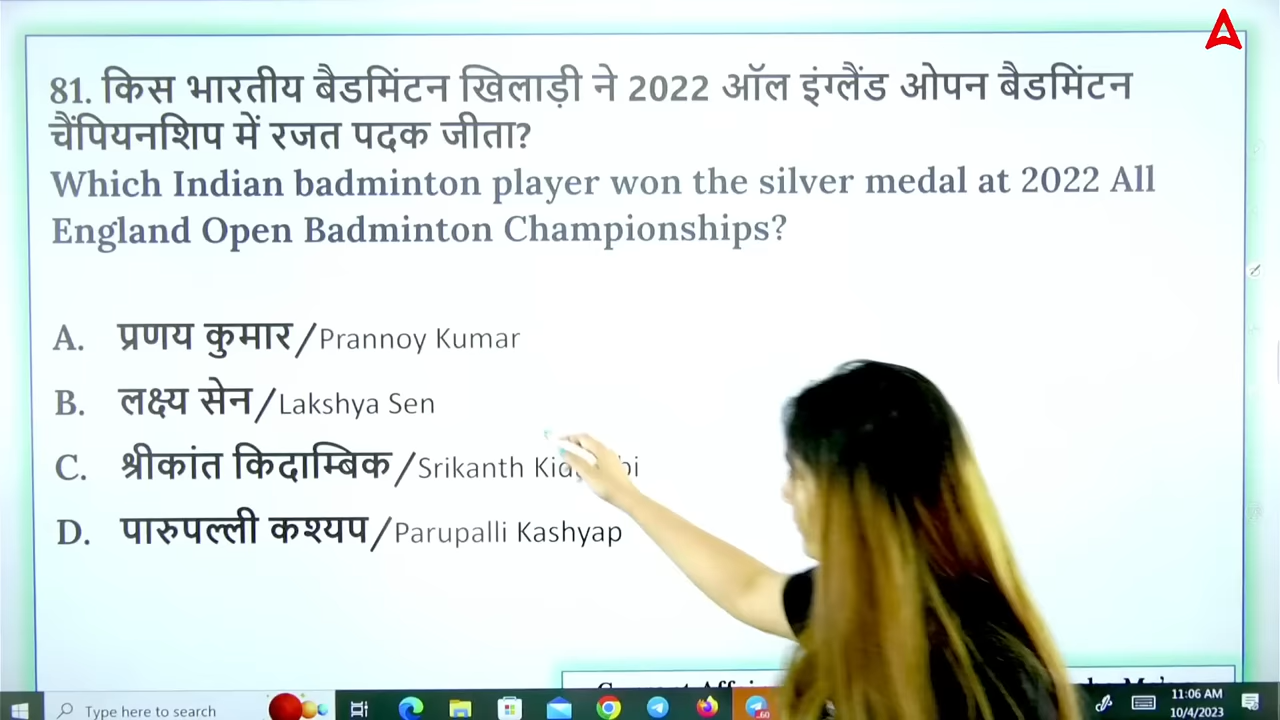 81. किस भारतीय बैडमिंटन खिलाड़ी ने 2022 ऑल इंग्लैंड ओपन बैडमिंटन
चैंपियनशिप में रजत पदक जीता?
Which Indian badminton player won the silver medal at 2022 All
England Open Badminton Championships?
A. प्रणय कुमार/Prannoy Kumar
B. लक्ष्य सेन/Lakshya Sen
C. श्रीकांत किदाम्बिक/Srikanth
D. पारुपल्ली कश्यप/Parupalli Kashyap
Type here to search
60
11:06 AM
10/4/2023